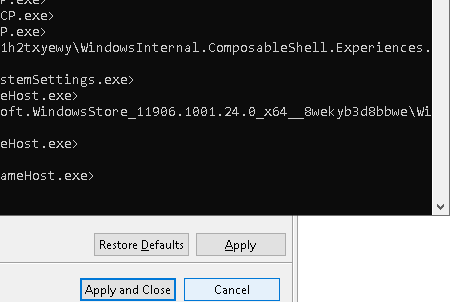 P.exe>
CP.exe>
P.exe>
1h2txyewy\WindowsInternal.ComposableShell.Experiences.
stemSettings.exe>
eHost.exe>
oft.WindowsStore_11906.1001.24.0_x64__8wekyb3d8bbwe\Wi
eHost.exe>
ameHost.exe>
Restore Defaults Apply
Apply and Close Cancel